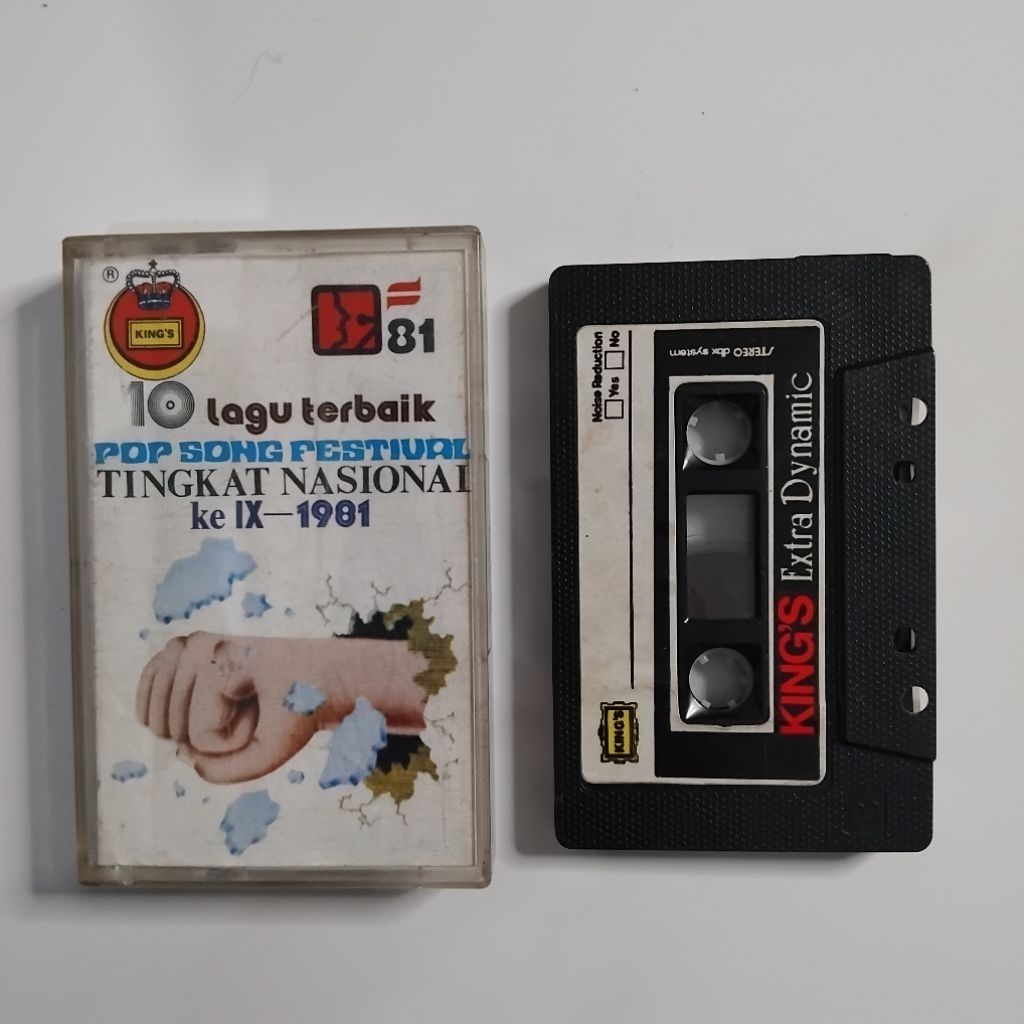 ®
KING'S
81
10 lagu terbaik
POP SONG FESTIVAL
TINGKAT NASIONAL
ke IX—1981
Noise Reduction
Yes No
STEREO dbx system
KING'S Extra Dynamic
KING'S